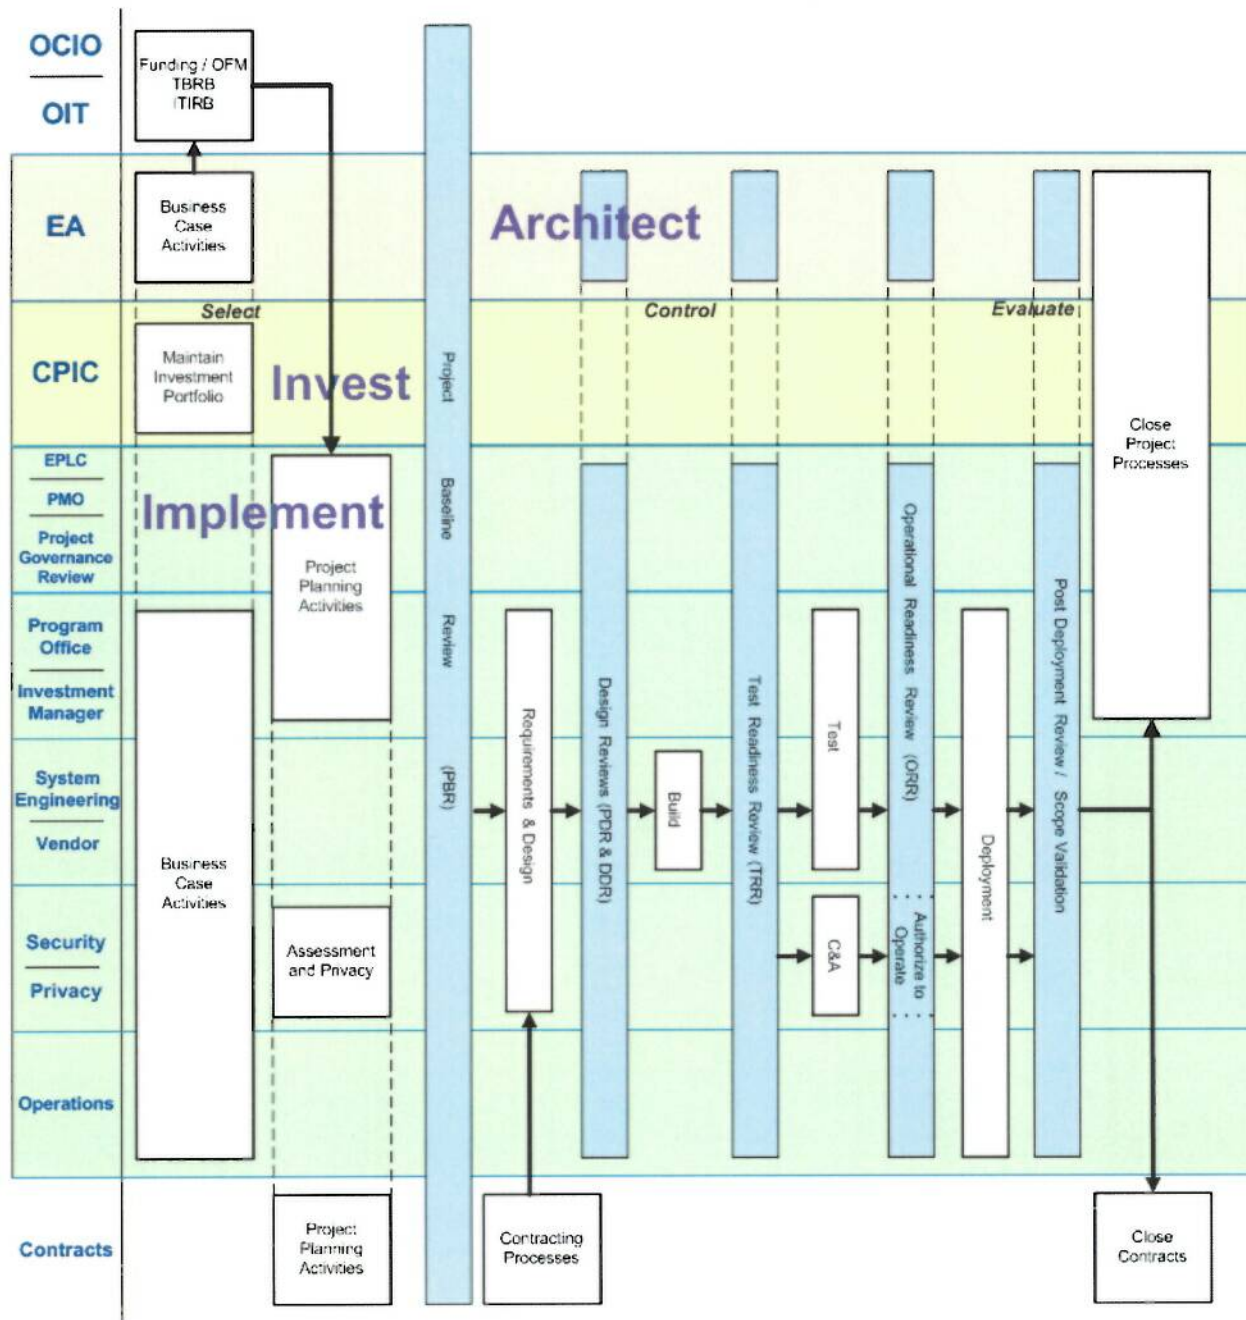 OCIO
OIT
Funding / OFM
TBRB
ITIRB
EA
Business
Case
Activities
Architect
Select
Control
Evaluate
CPIC
Maintain
Investment
Portfolio
Invest
EPLC
PMO
Project
Governance
Review
Implement
Project
Planning
Activities
Project Baseline Review (PBR)
Close
Project
Processes
Program
Office
Investment
Manager
System
Engineering
Vendor
Business
Case
Activities
Requirements & Design
Design Reviews (PDR & DDR)
Build
Test Readiness Review (TRR)
Test
Operational Readiness Review (ORR)
Deployment
Post Deployment Review / Scope Validation
Security
Privacy
Assessment
and Privacy
C&A
: Authorize to :
: Operate :
Operations
Contracts
Project
Planning
Activities
Contracting
Processes
Close
Contracts